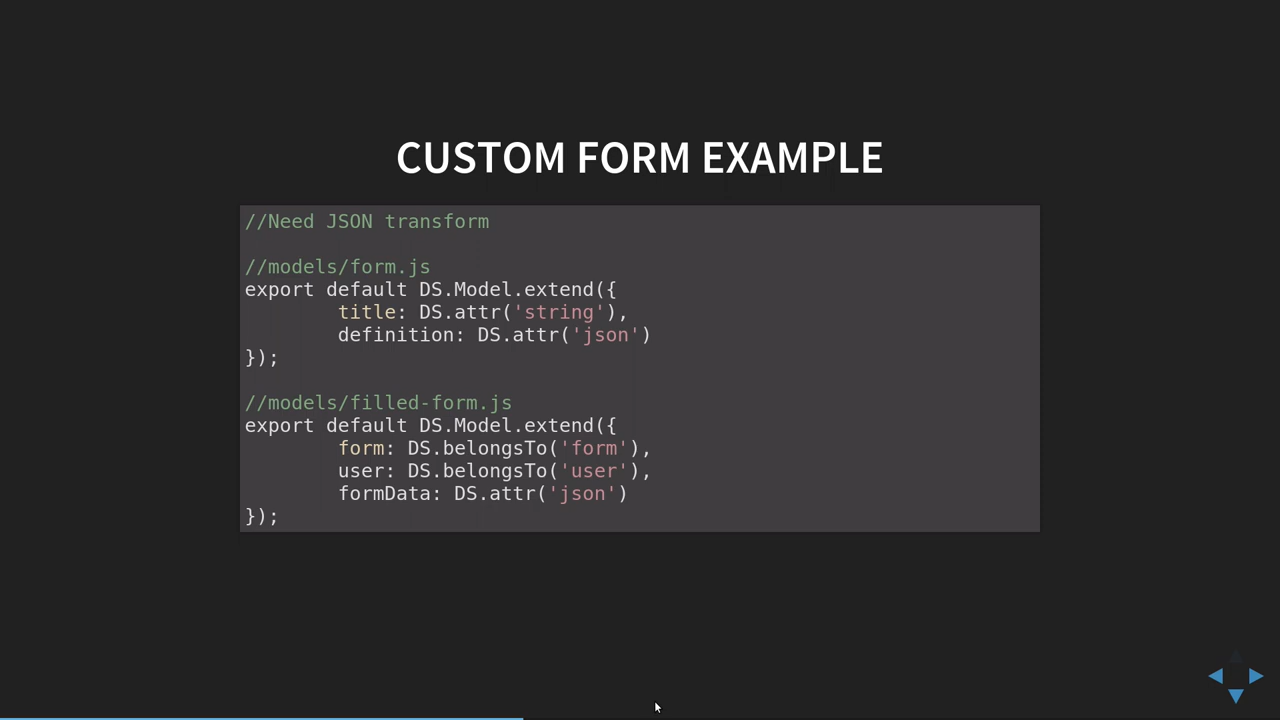 CUSTOM FORM EXAMPLE
//Need JSON transform
//models/form.js
export default DS.Model.extend({
        title: DS.attr('string'),
        definition: DS.attr('json')
});
//models/filled-form.js
export default DS.Model.extend({
        form: DS.belongsTo('form'),
        user: DS.belongsTo('user'),
        formData: DS.attr('json')
});